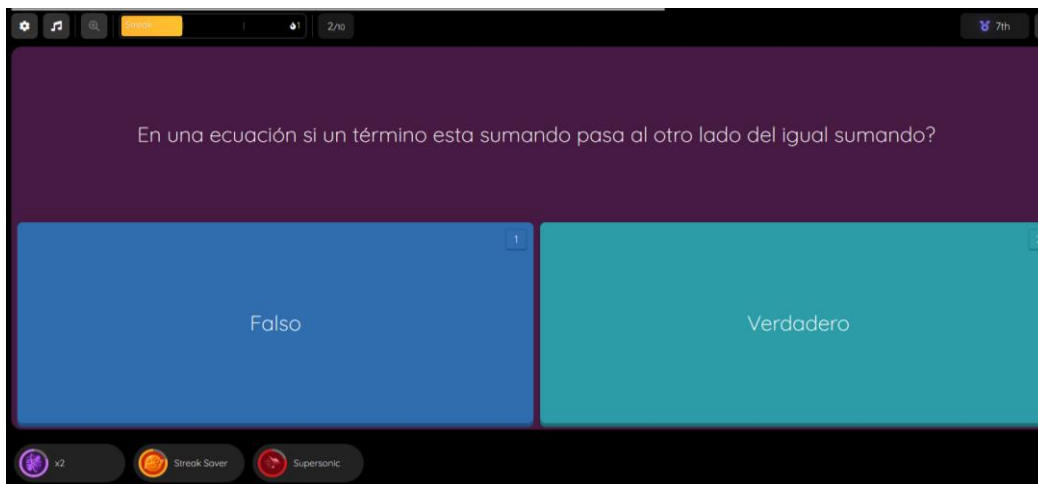 Streak
1
2/10
7th
En una ecuación si un término esta sumando pasa al otro lado del igual sumando?
1
Falso
Verdadero
x2
Streak Saver
Supersonic